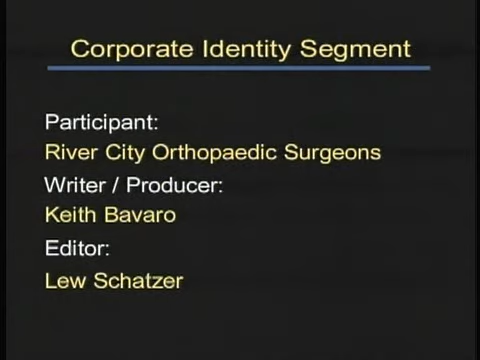 Corporate Identity Segment
Participant:
River City Orthopaedic Surgeons
Writer / Producer:
Keith Bavaro
Editor:
Lew Schatzer